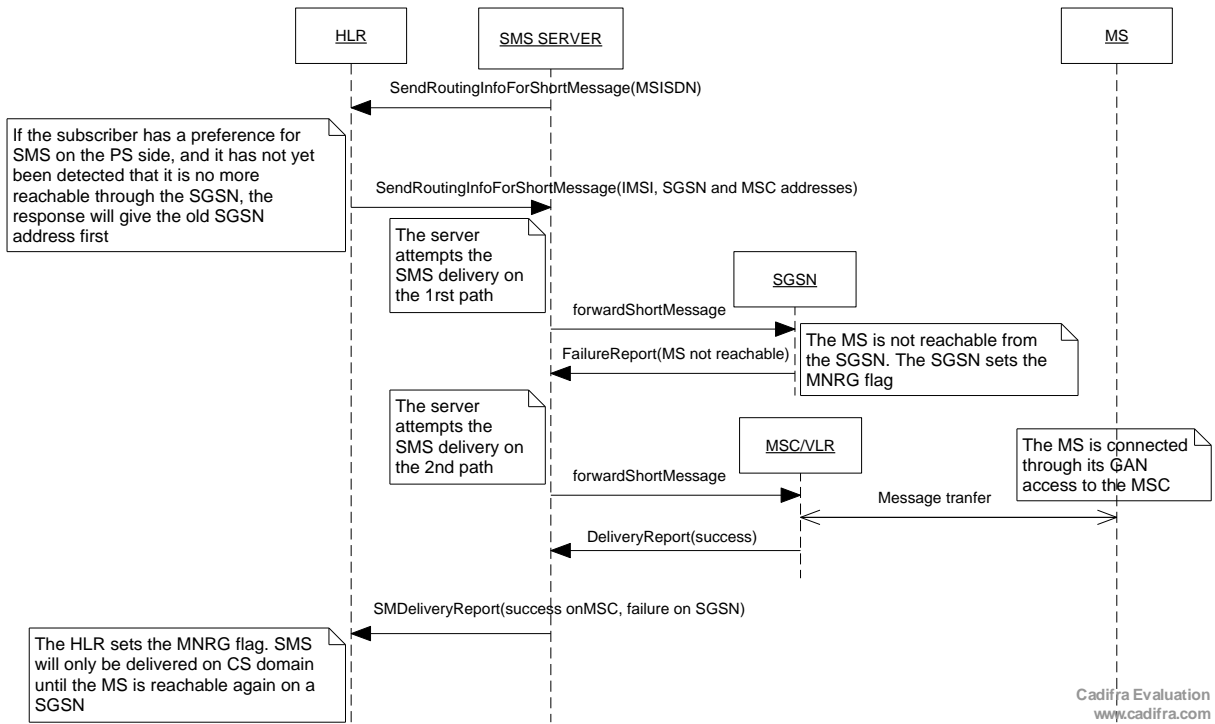 HLR
SMS SERVER
MS
SendRoutingInfoForShortMessage(MSISDN)
If the subscriber has a preference for
SMS on the PS side, and it has not yet
been detected that it is no more
reachable through the SGSN, the
response will give the old SGSN
address first
SendRoutingInfoForShortMessage(IMSI, SGSN and MSC addresses)
The server
attempts the
SMS delivery on
the 1rst path
SGSN
forwardShortMessage
The MS is not reachable from
the SGSN. The SGSN sets the
MNRG flag
FailureReport(MS not reachable)
The server
attempts the
SMS delivery on
the 2nd path
MSC/VLR
The MS is connected
through its GAN
access to the MSC
forwardShortMessage
Message tranfer
DeliveryReport(success)
SMDeliveryReport(success onMSC, failure on SGSN)
The HLR sets the MNRG flag. SMS
will only be delivered on CS domain
until the MS is reachable again on a
SGSN
Cadifra Evaluation
www.cadifra.com